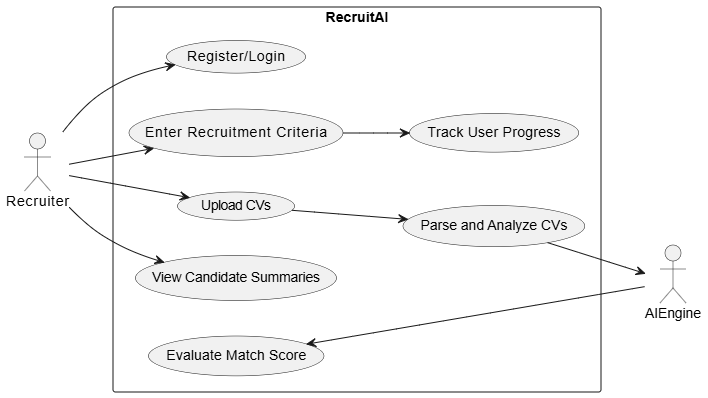 RecruitAI
Register/Login
Enter Recruitment Criteria
Track User Progress
Recruiter
Upload CVs
Parse and Analyze CVs
View Candidate Summaries
AIEngine
Evaluate Match Score